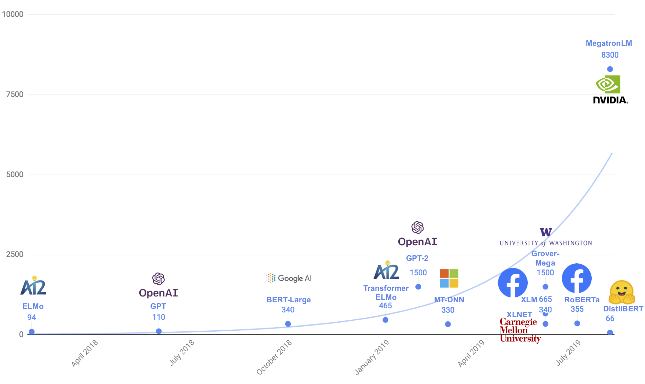 10000
7500
5000
2500
0
MegatronLM
8300
NVIDIA.
W
UNIVERSITY of WASHINGTON
Grover-
Mega
1500
OpenAI
GPT-2
1500
AI2
Transformer
ELMo
465
MT-DNN
330
XLM 665
340
XLNET
Carnegie
Mellon
University
RoBERTa
355
DistilBERT
66
Google AI
BERT-Large
340
OpenAI
GPT
110
AI2
ELMo
94
April 2018
July 2018
October 2018
January 2019
April 2019
July 2019